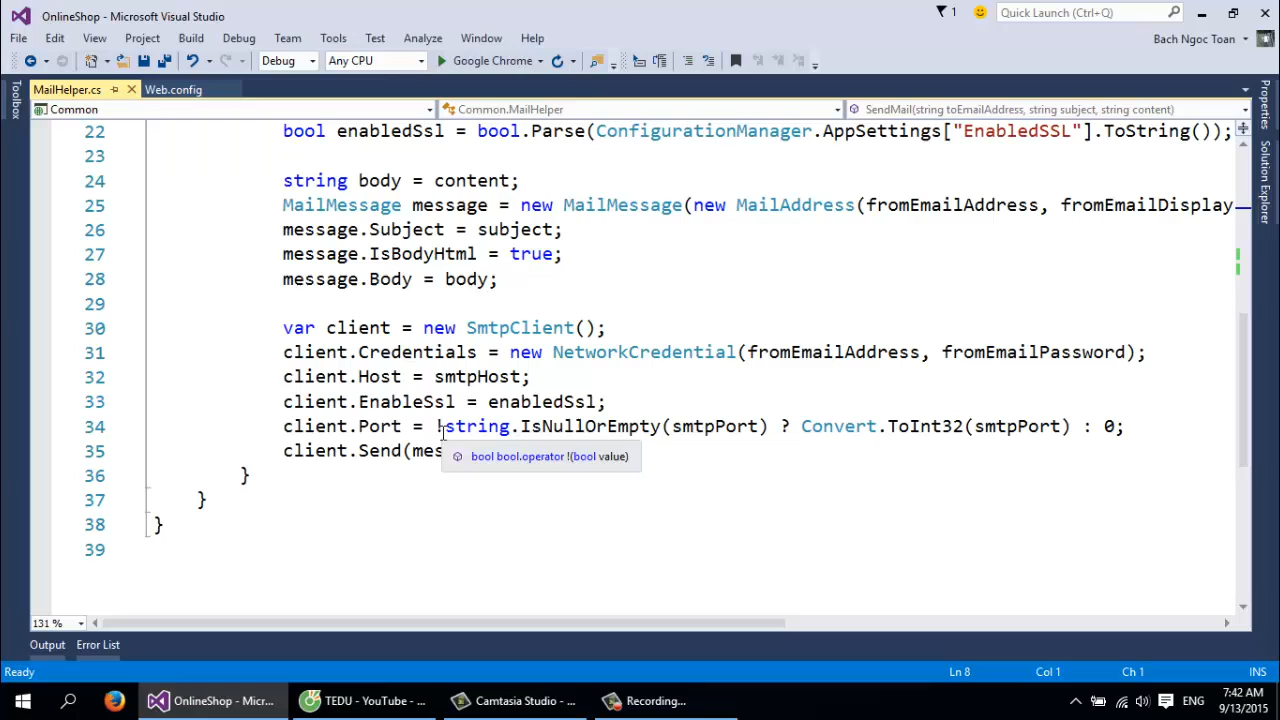 OnlineShop - Microsoft Visual Studio
1
Quick Launch (Ctrl+Q)
File Edit View Project Build Debug Team Tools Test Analyze Window Help
Bach Ngoc Toan
Debug Any CPU Google Chrome
MailHelper.cs Web.config
Common Common.MailHelper SendMail(string toEmailAddress, string subject, string content)
Toolbox
Properties
Solution Explorer
22 bool enabledSsl = bool.Parse(ConfigurationManager.AppSettings["EnabledSSL"].ToString());
23
24 string body = content;
25 MailMessage message = new MailMessage(new MailAddress(fromEmailAddress, fromEmailDisplay
26 message.Subject = subject;
27 message.IsBodyHtml = true;
28 message.Body = body;
29
30 var client = new SmtpClient();
31 client.Credentials = new NetworkCredential(fromEmailAddress, fromEmailPassword);
32 client.Host = smtpHost;
33 client.EnableSsl = enabledSsl;
34 client.Port = !string.IsNullOrEmpty(smtpPort) ? Convert.ToInt32(smtpPort) : 0;
35 client.Send(mes
bool bool.operator !(bool value)
36 }
37 }
38 }
39
131 %
Output Error List
Ready Ln 8 Col 1 Ch 1 INS
OnlineShop - Micr... TEDU - YouTube - ... Camtasia Studio - ... Recording... ENG
7:42 AM
9/13/2015